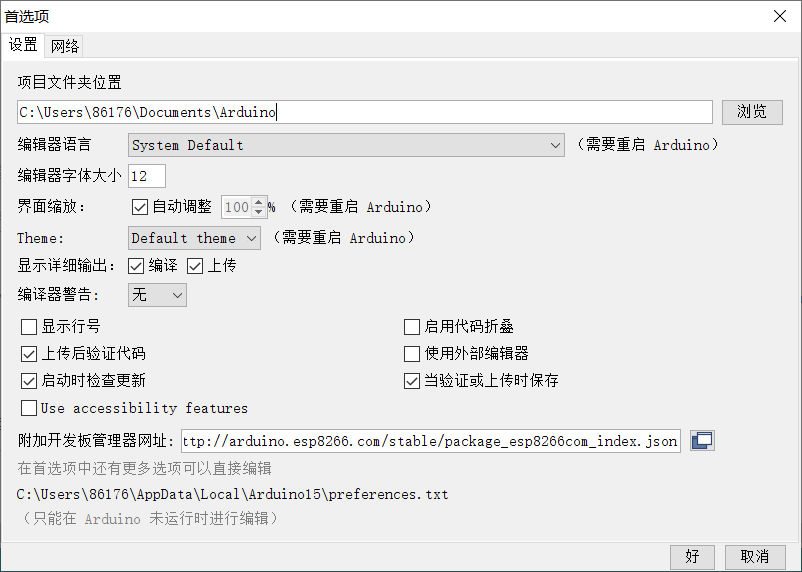 首选项
设置 网络
项目文件夹位置
C:\Users\86176\Documents\Arduino 浏览
编辑器语言 System Default （需要重启 Arduino）
编辑器字体大小 12
界面缩放： 自动调整 100 % （需要重启 Arduino）
Theme: Default theme （需要重启 Arduino）
显示详细输出： 编译 上传
编译器警告: 无
显示行号 启用代码折叠
上传后验证代码 使用外部编辑器
启动时检查更新 当验证或上传时保存
Use accessibility features
附加开发板管理器网址: ttp://arduino.esp8266.com/stable/package_esp8266com_index.json
在首选项中还有更多选项可以直接编辑
C:\Users\86176\AppData\Local\Arduino15\preferences.txt
（只能在 Arduino 未运行时进行编辑）
好 取消